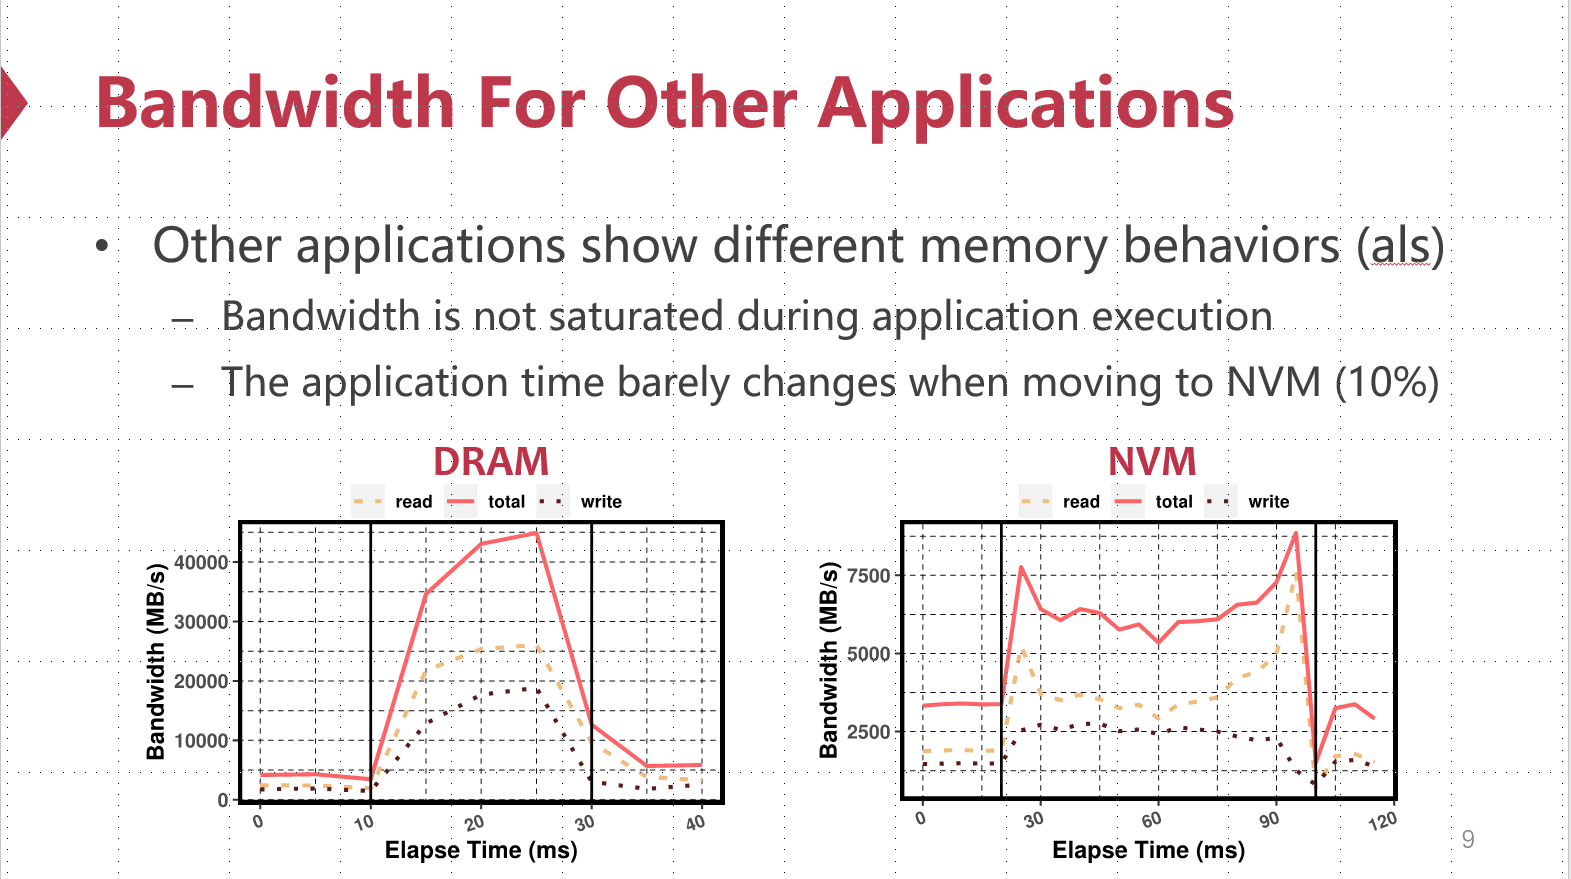 Bandwidth For Other Applications
• Other applications show different memory behaviors (als)
– Bandwidth is not saturated during application execution
– The application time barely changes when moving to NVM (10%)
DRAM
read total write
Bandwidth (MB/s)
40000
30000
20000
10000
0
0 10 20 30 40
Elapse Time (ms)
NVM
read total write
Bandwidth (MB/s)
7500
5000
2500
0 30 60 90 120
Elapse Time (ms)
9